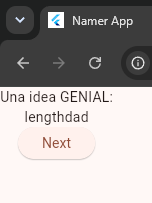 Namer App
Una idea GENIAL:
lengthdad
Next